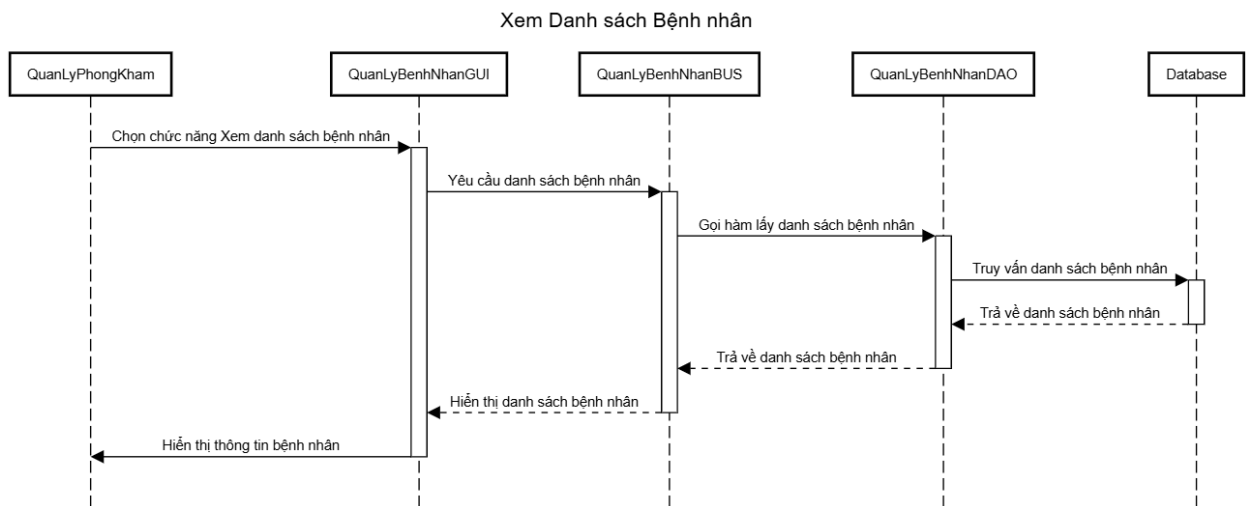 Xem Danh sách Bệnh nhân
QuanLyPhongKham
QuanLyBenhNhanGUI
QuanLyBenhNhanBUS
QuanLyBenhNhanDAO
Database
Chọn chức năng Xem danh sách bệnh nhân
Yêu cầu danh sách bệnh nhân
Gọi hàm lấy danh sách bệnh nhân
Truy vấn danh sách bệnh nhân
Trả về danh sách bệnh nhân
Trả về danh sách bệnh nhân
Hiển thị danh sách bệnh nhân
Hiển thị thông tin bệnh nhân